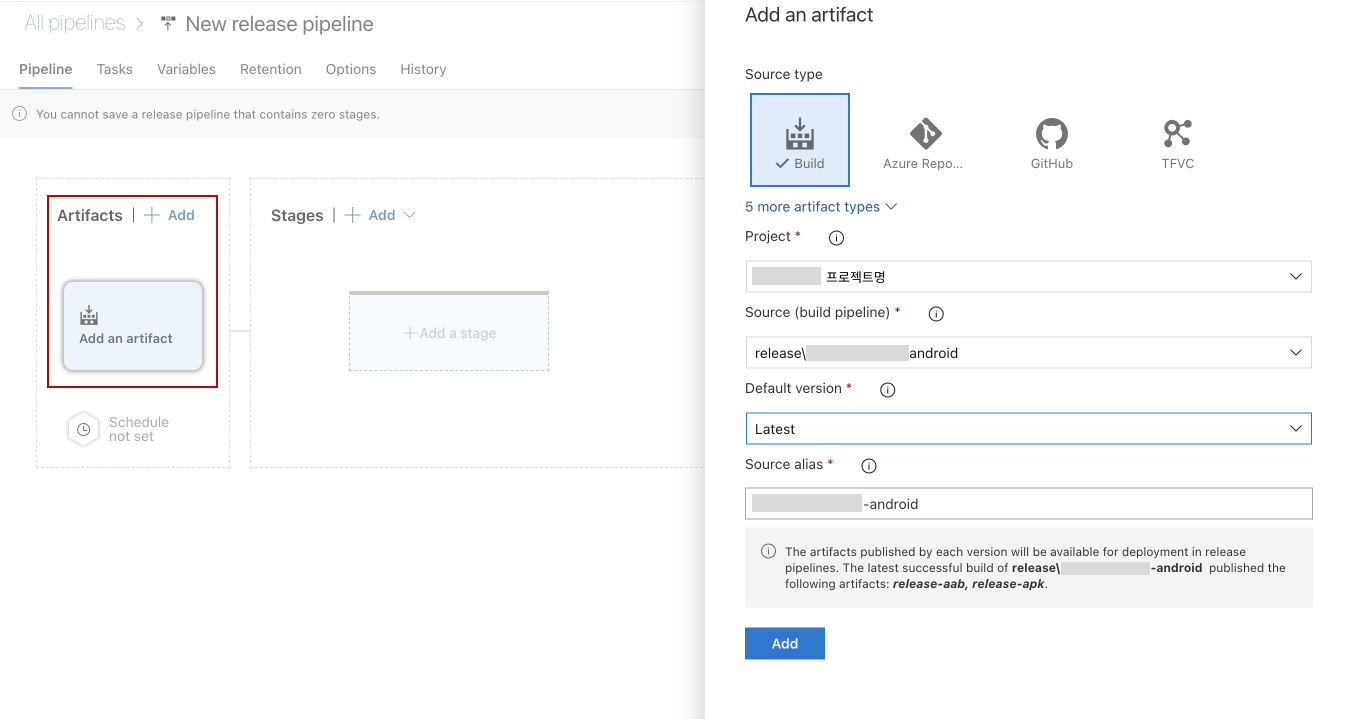 All pipelines > New release pipeline
Pipeline Tasks Variables Retention Options History
You cannot save a release pipeline that contains zero stages.
Artifacts | + Add
Add an artifact
Schedule
not set
Stages | + Add
+ Add a stage
Add an artifact
Source type
Build
Azure Repo...
GitHub
TFVC
5 more artifact types
Project *
프로젝트명
Source (build pipeline) *
release\ android
Default version *
Latest
Source alias *
-android
The artifacts published by each version will be available for deployment in release
pipelines. The latest successful build of release\ -android published the
following artifacts: release-aab, release-apk.
Add